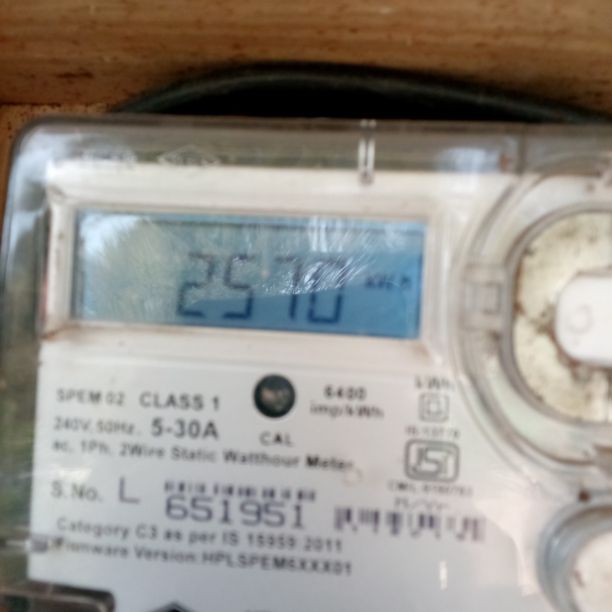 2570 kWh
SPEM 02 CLASS 1
6400 imp/kWh
240V, 50Hz, 5-30A
CAL
ac, 1Ph, 2Wire Static Watthour Meter
S.No. L 651951
Category C3 as per IS 15959:2011
Firmware Version:HPLSPEM6XXX01